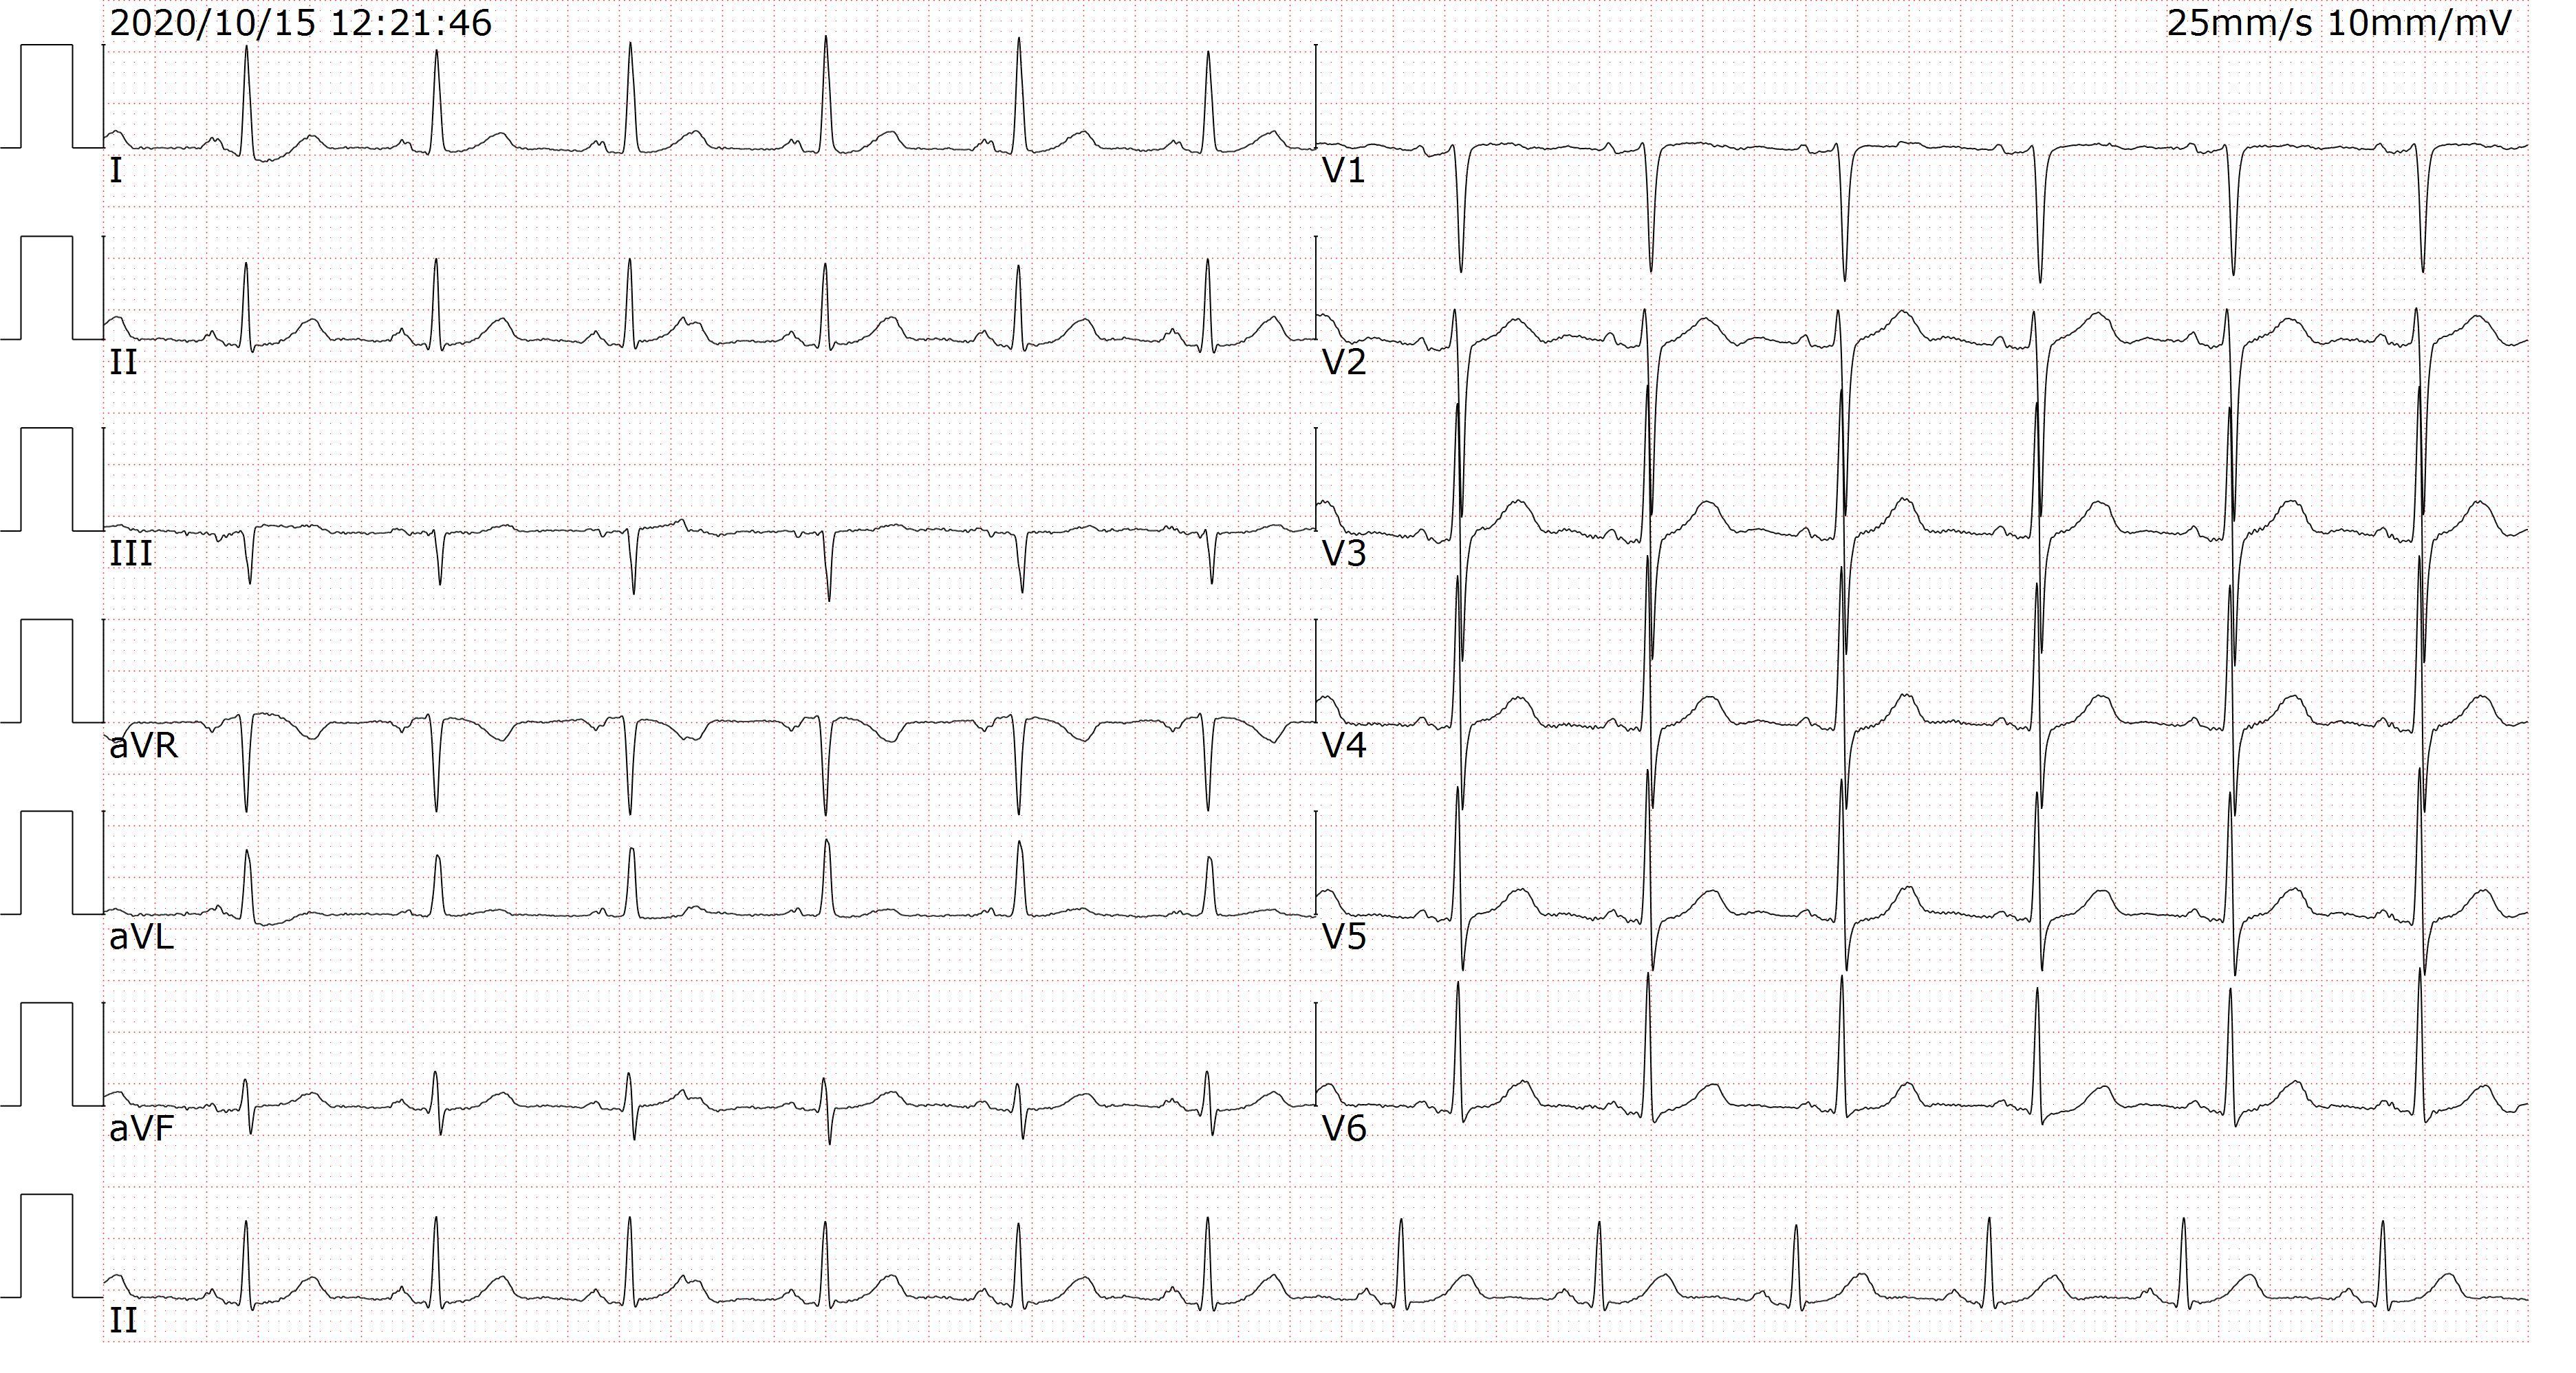 2020/10/15 12:21:46 25mm/s 10mm/mV
I V1
II V2
III V3
aVR V4
aVL V5
aVF V6
II